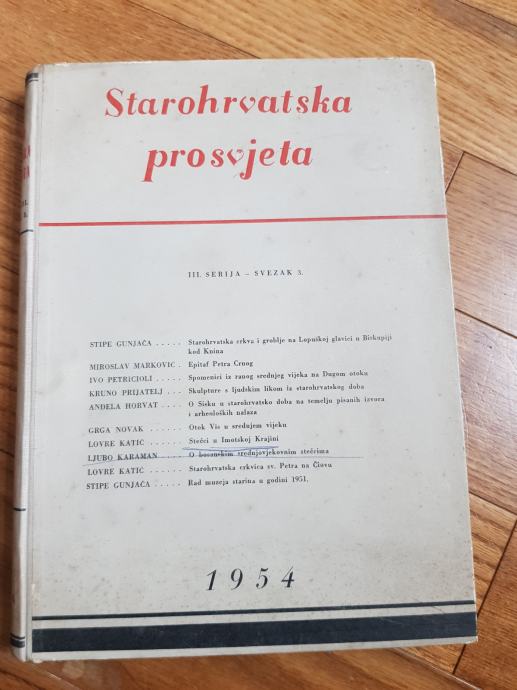 Starohrvatska
prosvjeta
III. SERIJA – SVEZAK 3.
STIPE GUNJAČA ..... Starohrvatska crkva i groblje na Lopuškoj glavici u Biskupiji
kod Knina
MIROSLAV MARKOVIĆ . Epitaf Petra Crnog
IVO PETRICIOLI ..... Spomenici iz ranog srednjeg vijeka na Dugom otoku
KRUNO PRIJATELJ ... Skulpture s ljudskim likom iz starohrvatskog doba
ANĐELA HORVAT ... O Sisku u starohrvatsko doba na temelju pisanih izvora
i arheoloških nalaza
GRGA NOVAK ...... Otok Vis u srednjem vijeku
LOVRE KATIĆ ...... Stećci u Imotskoj Krajini
LJUBO KARAMAN ..... O bosanskim srednjovjekovnim stećcima
LOVRE KATIĆ ...... Starohrvatska crkvica sv. Petra na Čiovu
STIPE GUNJAČA ..... Rad muzeja starina u godini 1951.
1954